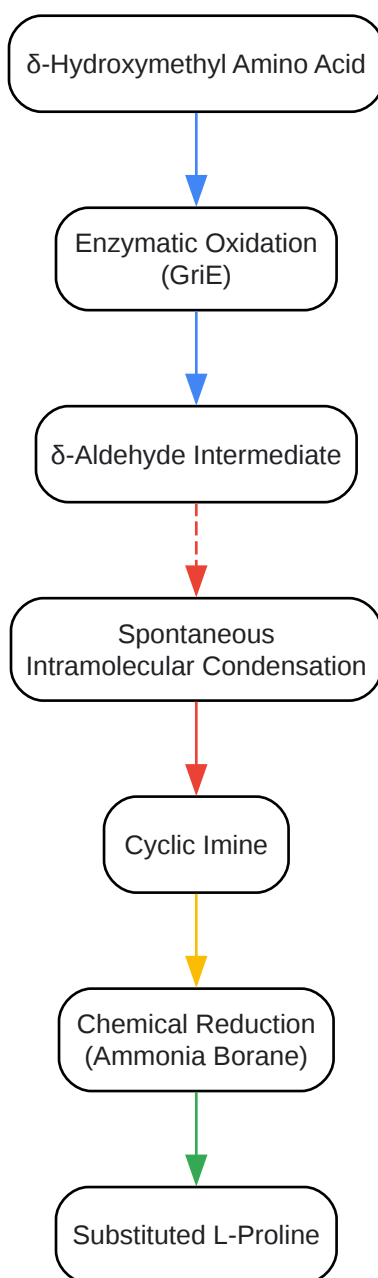 δ-Hydroxymethyl Amino Acid
Enzymatic Oxidation
(GriE)
δ-Aldehyde Intermediate
Spontaneous
Intramolecular Condensation
Cyclic Imine
Chemical Reduction
(Ammonia Borane)
Substituted L-Proline